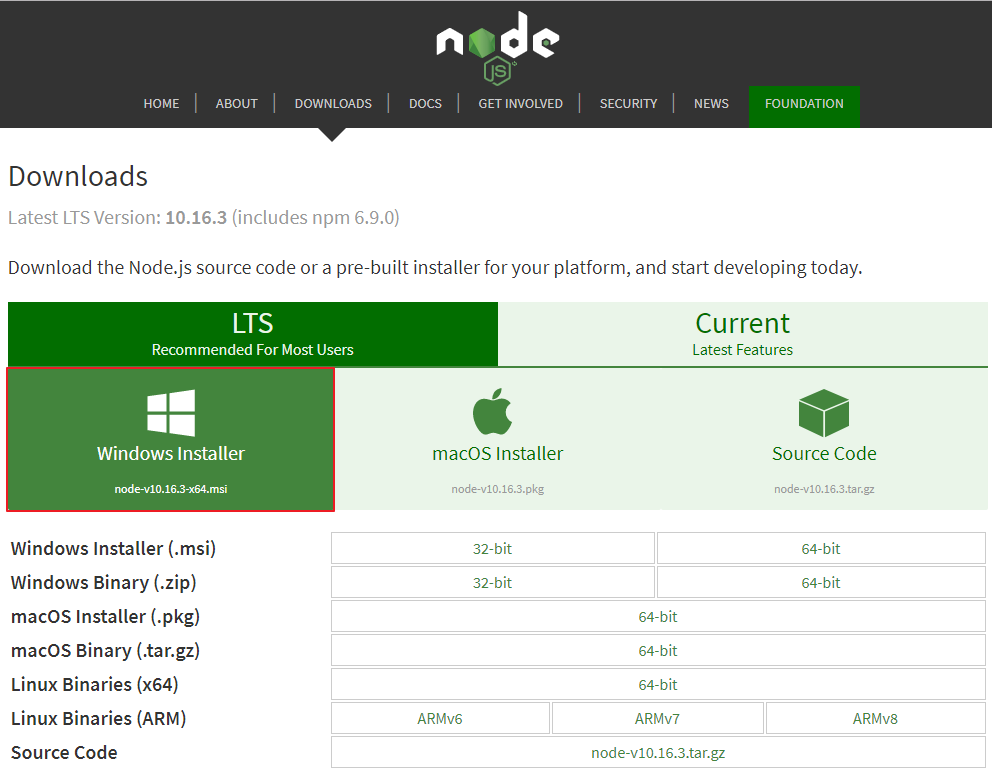 node
JS
HOME | ABOUT | DOWNLOADS | DOCS | GET INVOLVED | SECURITY | NEWS FOUNDATION
Downloads
Latest LTS Version: 10.16.3 (includes npm 6.9.0)
Download the Node.js source code or a pre-built installer for your platform, and start developing today.
LTS Current
Recommended For Most Users Latest Features
Windows Installer macOS Installer Source Code
node-v10.16.3-x64.msi node-v10.16.3.pkg node-v10.16.3.tar.gz
Windows Installer (.msi) 32-bit 64-bit
Windows Binary (.zip) 32-bit 64-bit
macOS Installer (.pkg) 64-bit
macOS Binary (.tar.gz) 64-bit
Linux Binaries (x64) 64-bit
Linux Binaries (ARM) ARMv6 ARMv7 ARMv8
Source Code node-v10.16.3.tar.gz